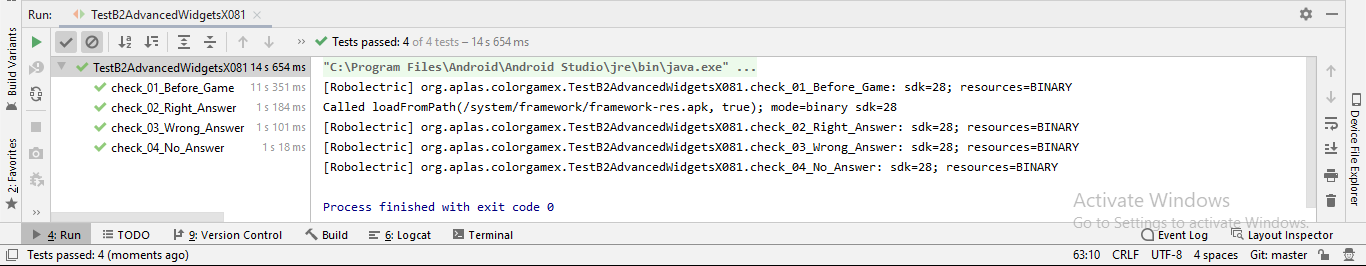 Run: TestB2AdvancedWidgetsX081
Tests passed: 4 of 4 tests – 14 s 654 ms
TestB2AdvancedWidgetsX081 14 s 654 ms
check_01_Before_Game 11 s 351 ms
check_02_Right_Answer 1 s 184 ms
check_03_Wrong_Answer 1 s 101 ms
check_04_No_Answer 1 s 18 ms
"C:\Program Files\Android\Android Studio\jre\bin\java.exe" ...
[Robolectric] org.aplas.colorgamex.TestB2AdvancedWidgetsX081.check_01_Before_Game: sdk=28; resources=BINARY
Called loadFromPath(/system/framework/framework-res.apk, true); mode=binary sdk=28
[Robolectric] org.aplas.colorgamex.TestB2AdvancedWidgetsX081.check_02_Right_Answer: sdk=28; resources=BINARY
[Robolectric] org.aplas.colorgamex.TestB2AdvancedWidgetsX081.check_03_Wrong_Answer: sdk=28; resources=BINARY
[Robolectric] org.aplas.colorgamex.TestB2AdvancedWidgetsX081.check_04_No_Answer: sdk=28; resources=BINARY
Process finished with exit code 0
Build Variants
2: Favorites
Device File Explorer
Activate Windows
Go to Settings to activate Windows.
4: Run TODO 9: Version Control Build 6: Logcat Terminal Event Log Layout Inspector
Tests passed: 4 (moments ago) 63:10 CRLF UTF-8 4 spaces Git: master